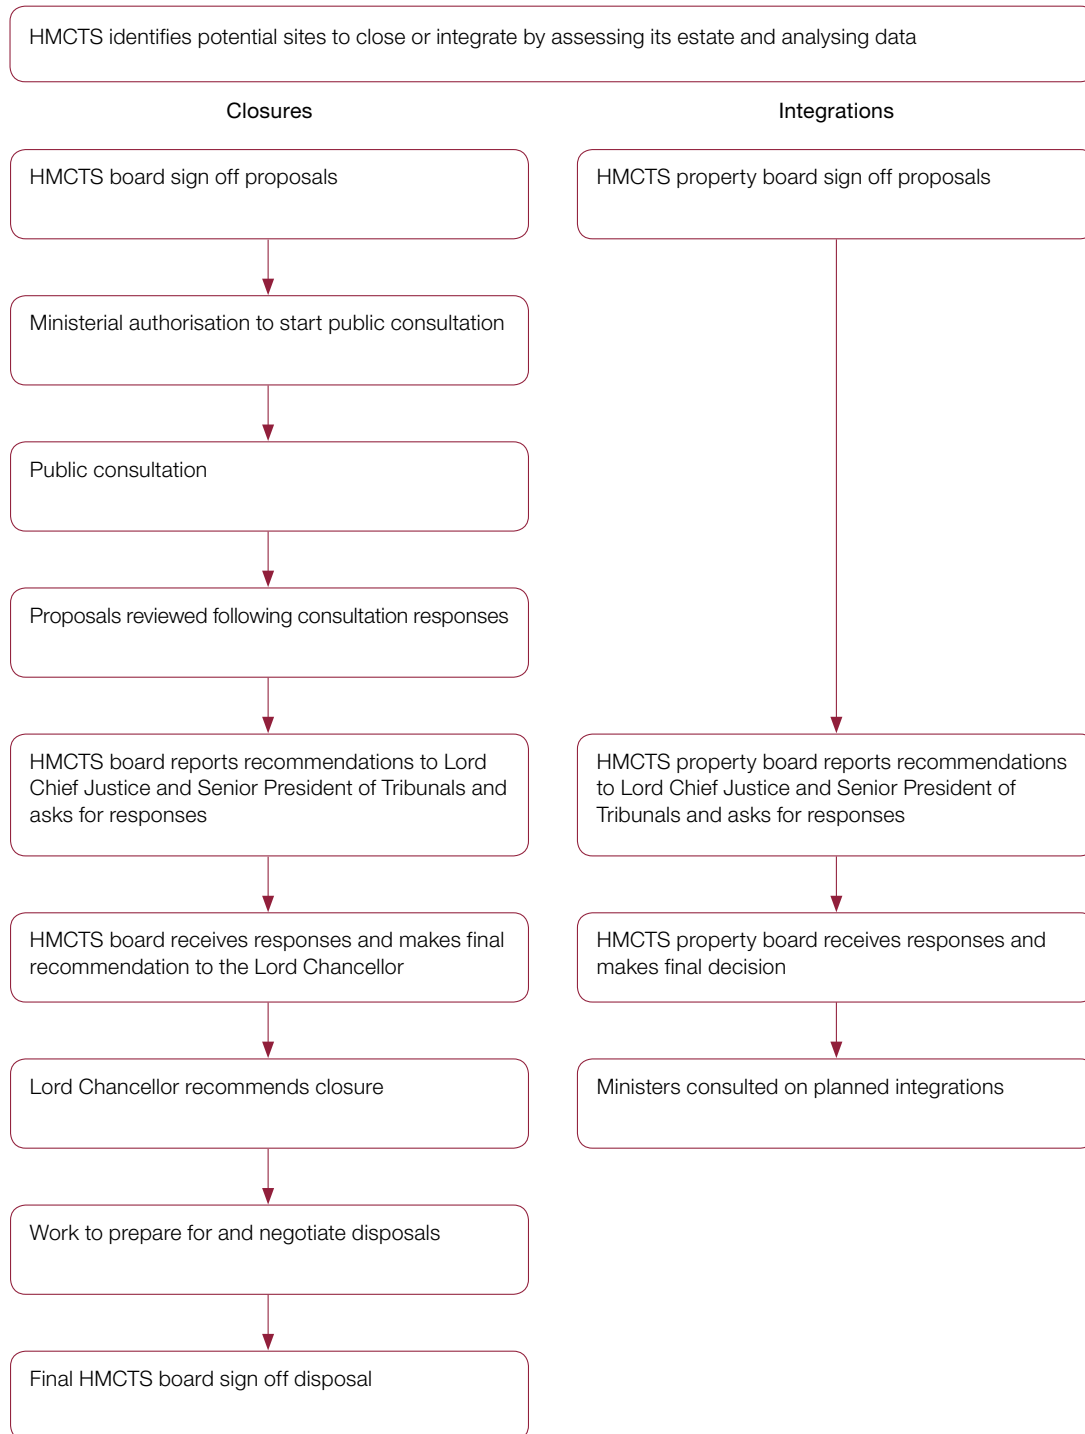 HMCTS identifies potential sites to close or integrate by assessing its estate and analysing data
Closures
HMCTS board sign off proposals
Ministerial authorisation to start public consultation
Public consultation
Proposals reviewed following consultation responses
HMCTS board reports recommendations to Lord
Chief Justice and Senior President of Tribunals and
asks for responses
HMCTS board receives responses and makes final
recommendation to the Lord Chancellor
Lord Chancellor recommends closure
Work to prepare for and negotiate disposals
Final HMCTS board sign off disposal
Integrations
HMCTS property board sign off proposals
HMCTS property board reports recommendations
to Lord Chief Justice and Senior President of
Tribunals and asks for responses
HMCTS property board receives responses and
makes final decision
Ministers consulted on planned integrations